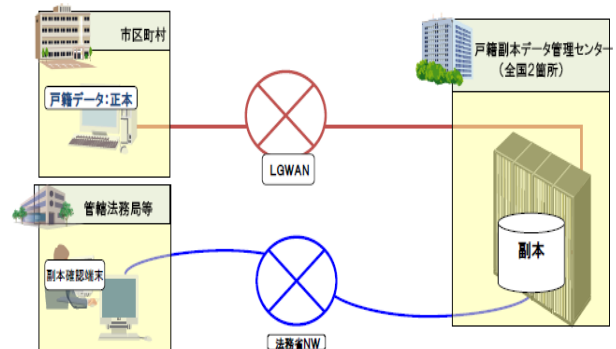 市区町村
戸籍データ:正本
LGWAN
戸籍副本データ管理センター
(全国2箇所)
管轄法務局等
副本確認端末
法務省NW
副本